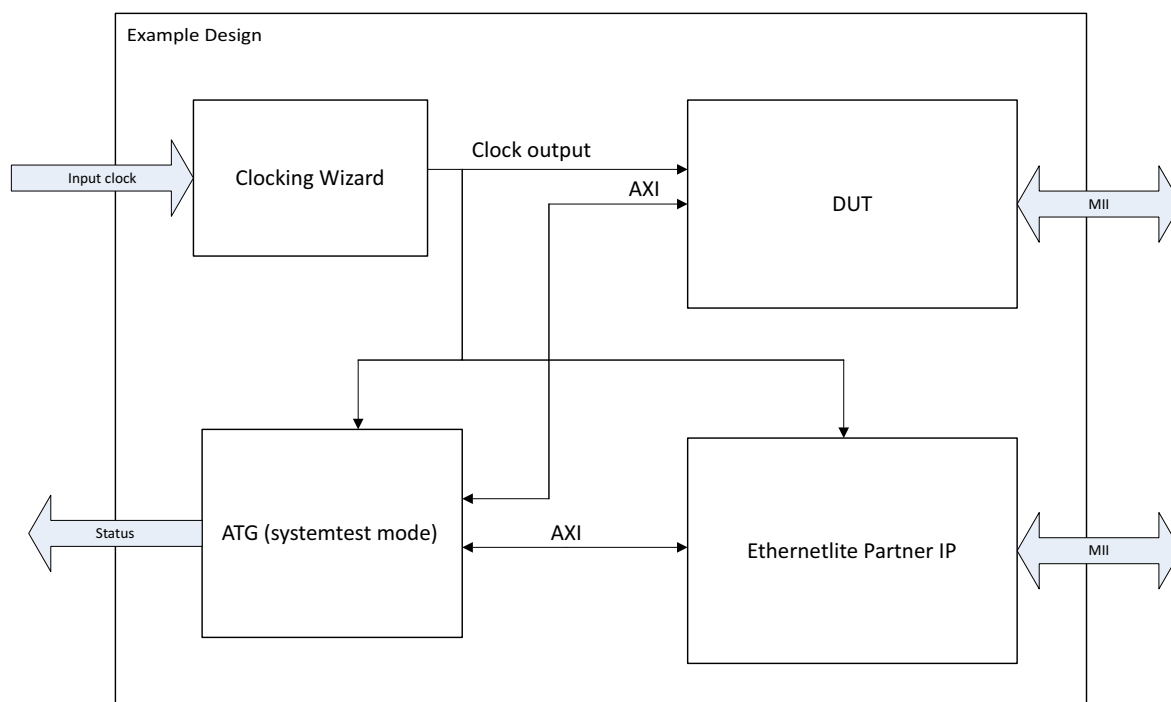 Example Design
Clocking Wizard
Clock output
Input clock
AXI
DUT
MII
ATG (systemtest mode)
Status
AXI
Ethernetlite Partner IP
MII